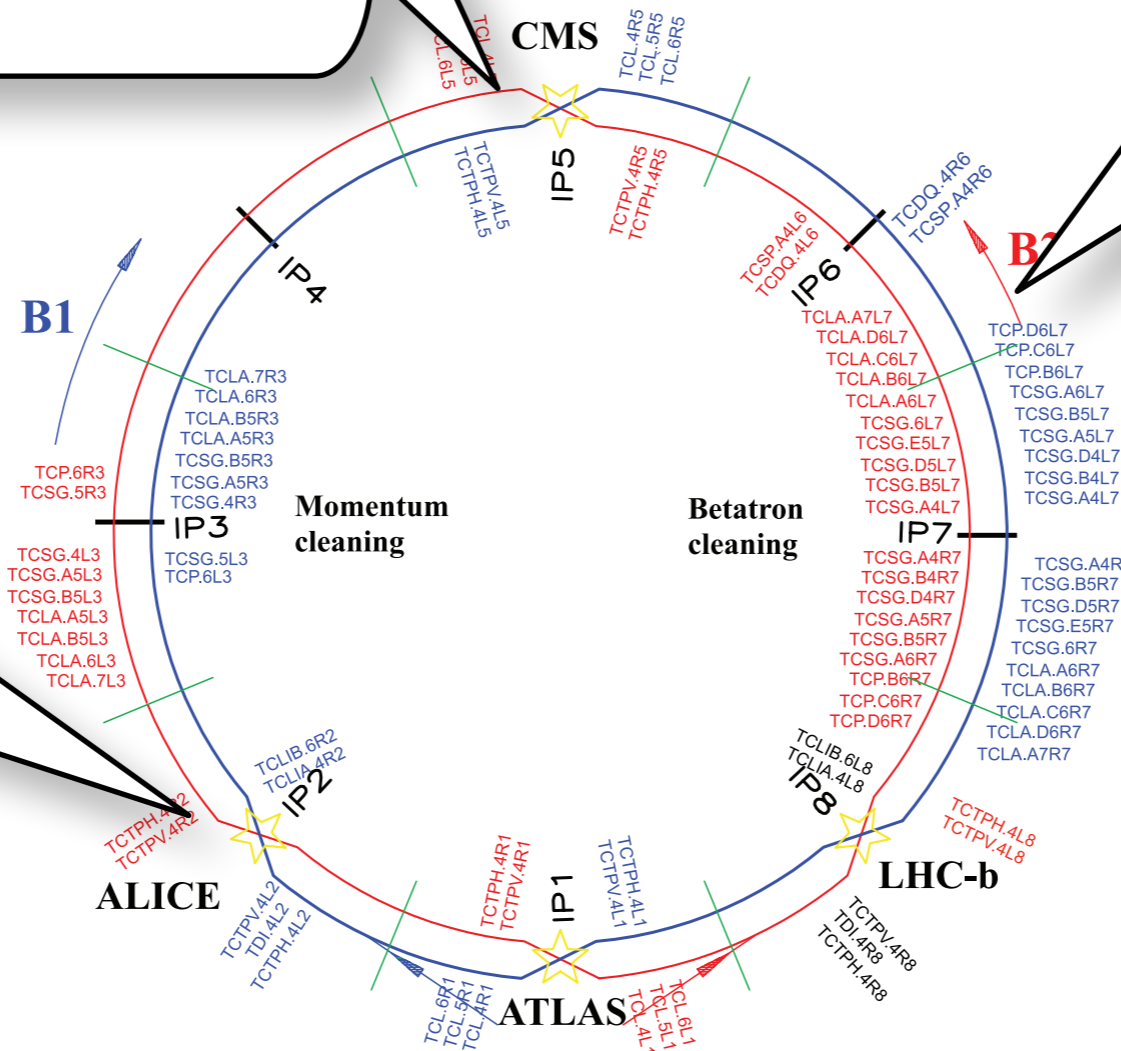 CMS
TCL.6L5
TCL.4R5
TCL.5R5
TCL.6R5
IP5
TCTPV.4L5
TCTPH.4L5
TCTPV.4R5
TCTPH.4R5
TCDQ.4R6
TCSP.A4R6
TCSP.A4L6
TCDQ.4L6
IP6
IP4
B1
TCLA.7R3
TCLA.6R3
TCLA.B5R3
TCLA.A5R3
TCSG.B5R3
TCSG.A5R3
TCSG.4R3
TCP.6R3
TCSG.5R3
IP3
TCSG.5L3
TCP.6L3
TCSG.4L3
TCSG.A5L3
TCSG.B5L3
TCLA.A5L3
TCLA.B5L3
TCLA.6L3
TCLA.7L3
Momentum
cleaning
Betatron
cleaning
TCLA.A7L7
TCLA.D6L7
TCLA.C6L7
TCLA.B6L7
TCLA.A6L7
TCSG.6L7
TCSG.E5L7
TCSG.D5L7
TCSG.B5L7
TCSG.A4L7
IP7
TCSG.A4R7
TCSG.B4R7
TCSG.D4R7
TCSG.A5R7
TCSG.B5R7
TCSG.A6R7
TCP.B6R7
TCP.C6R7
TCP.D6R7
TCP.D6L7
TCP.C6L7
TCP.B6L7
TCSG.A6L7
TCSG.B5L7
TCSG.A5L7
TCSG.D4L7
TCSG.B4L7
TCSG.A4L7
TCSG.A4R
TCSG.B5R7
TCSG.D5R7
TCSG.E5R7
TCSG.6R7
TCLA.A6R7
TCLA.B6R7
TCLA.C6R7
TCLA.D6R7
TCLA.A7R7
TCLIB.6R2
TCLIA.4R2
IP2
TCTPV.4R2
ALICE
TCTPV.4L2
TDI.4L2
TCTPH.4L2
TCLIB.6L8
TCLIA.4L8
IP8
TCTPH.4L8
TCTPV.4L8
LHC-b
TCTPV.4R8
TDI.4R8
TCTPH.4R8
TCTPH.4R1
TCTPV.4R1
IP1
TCTPH.4L1
TCTPV.4L1
TCL.6R1
TCL.5R1
TCL.4R1
ATLAS
TCL.6L1
TCL.5L1